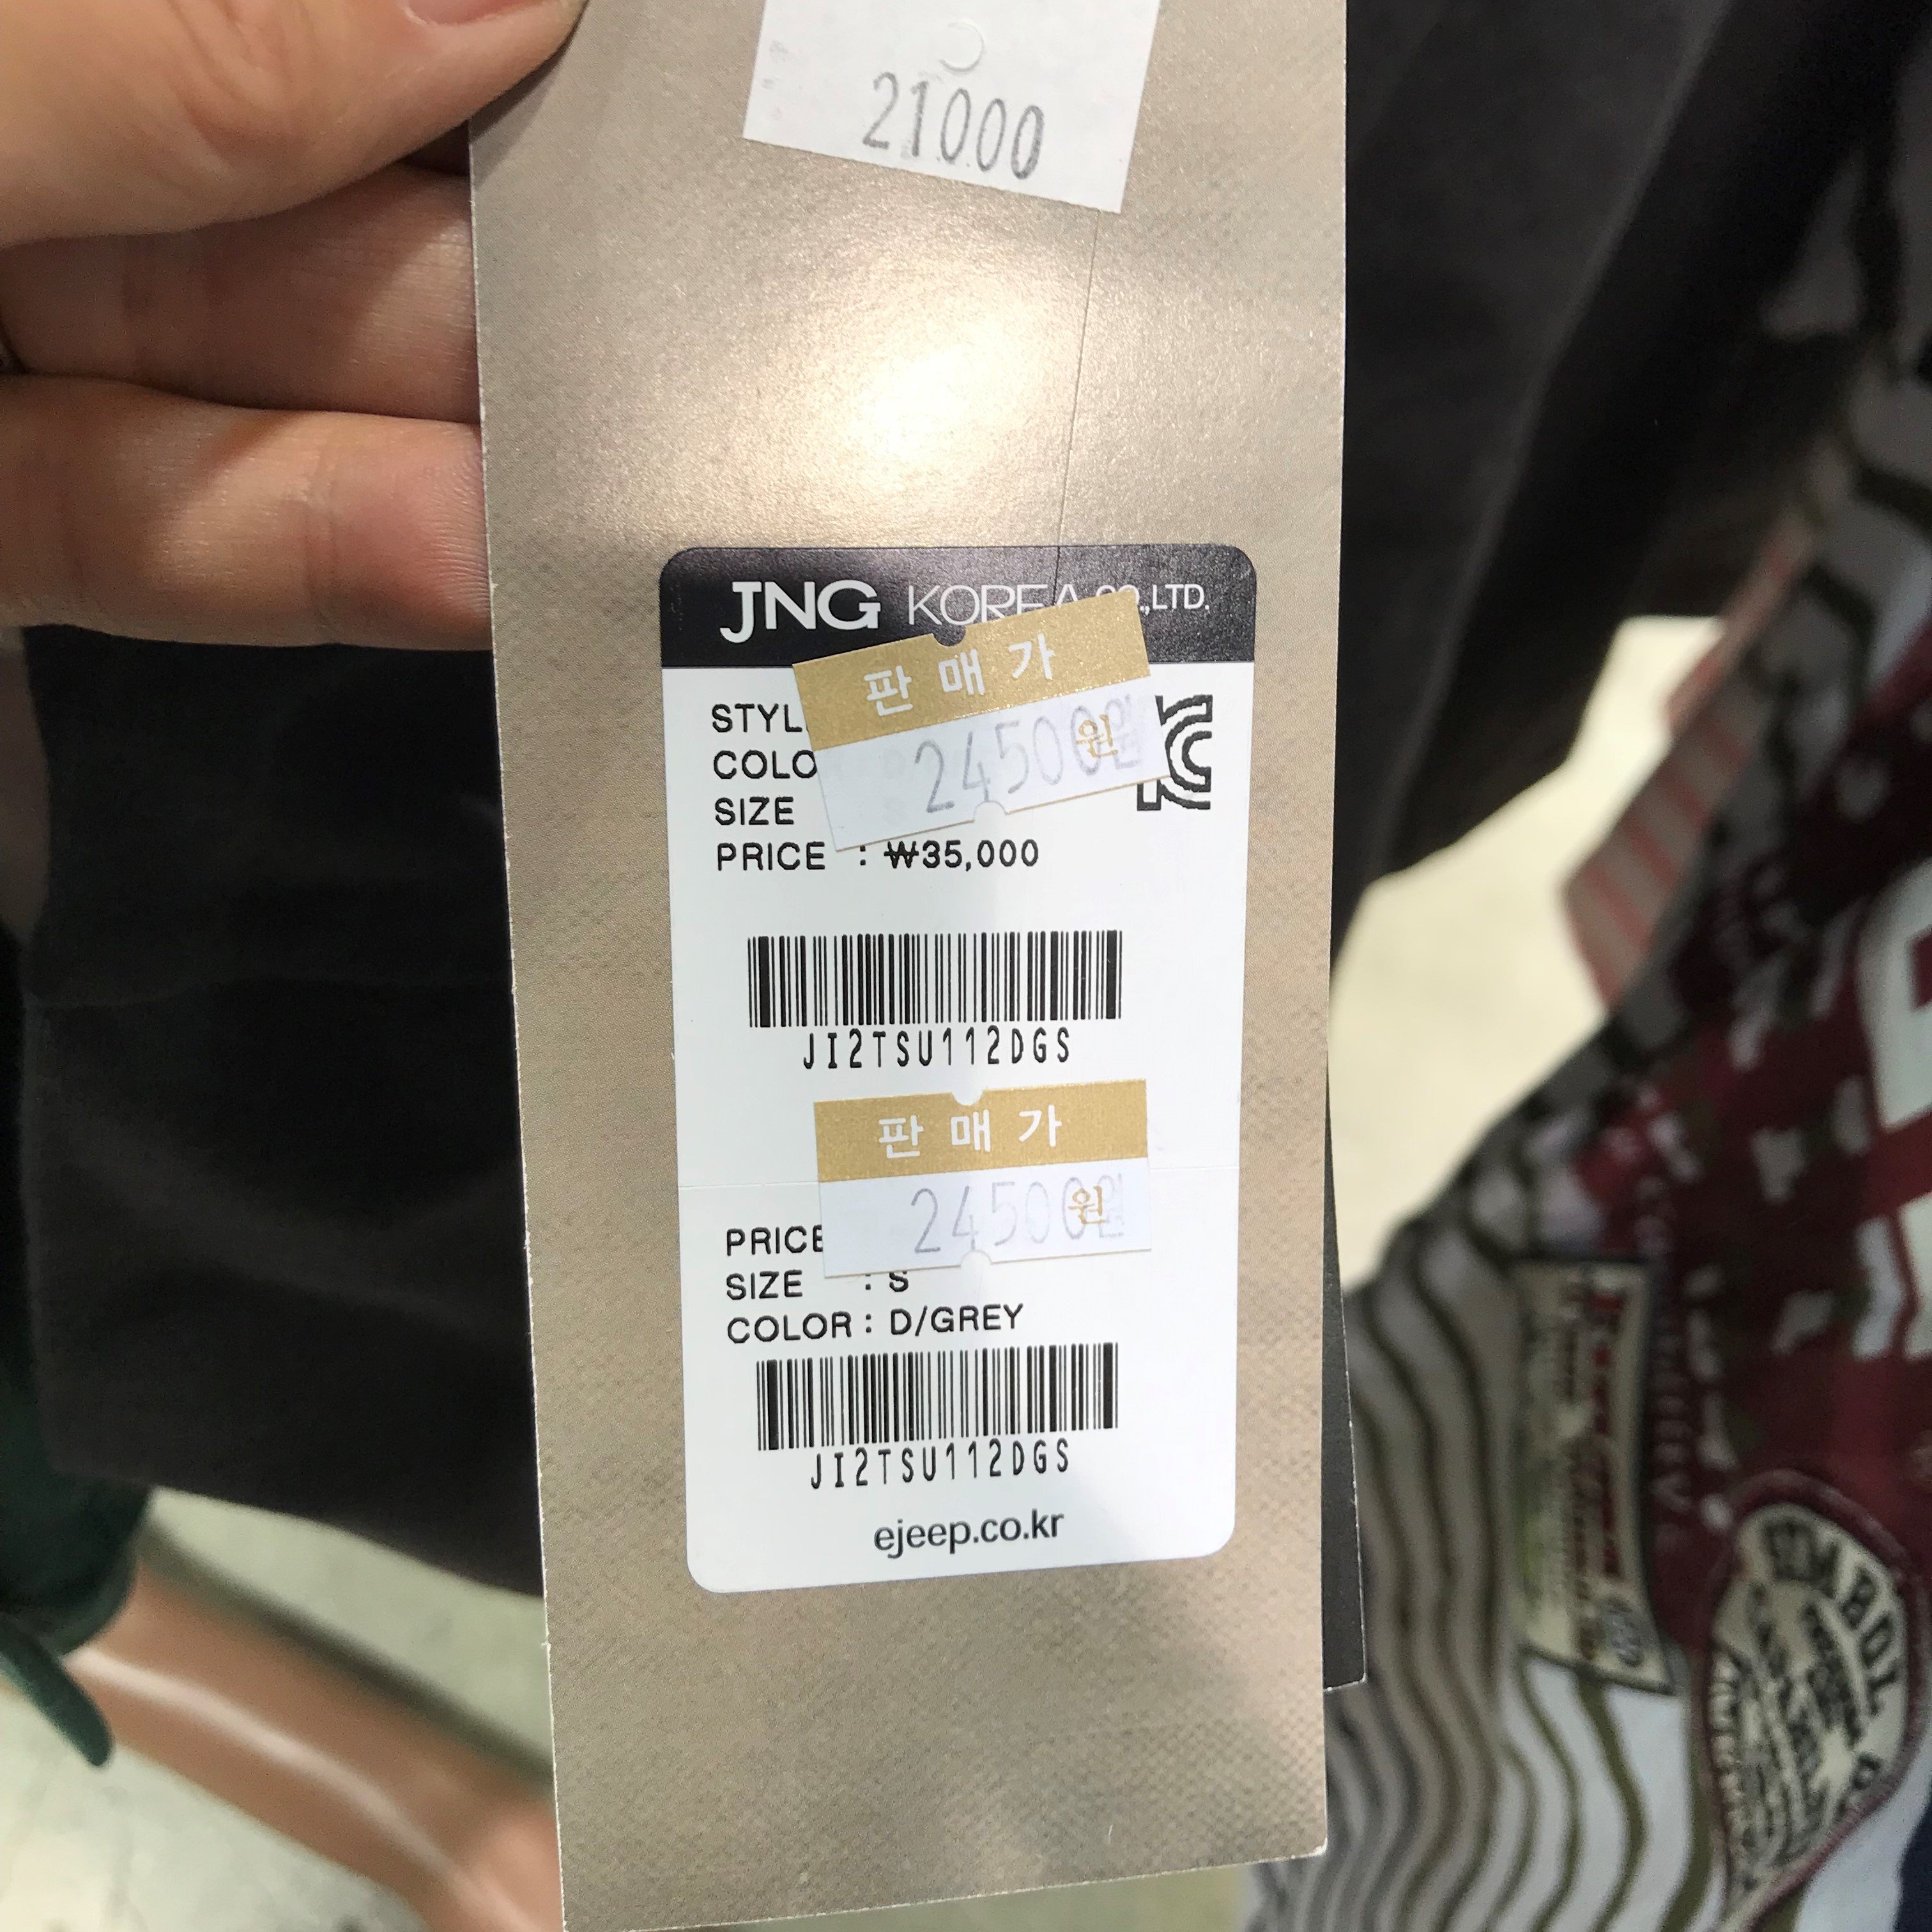 21000
JNG KOREA CO.,LTD.
판매가
24500원
STYL
COLO
SIZE
PRICE : ₩35,000
JI2TSU112DGS
판매가
24500원
PRICE
SIZE : S
COLOR : D/GREY
JI2TSU112DGS
ejeep.co.kr